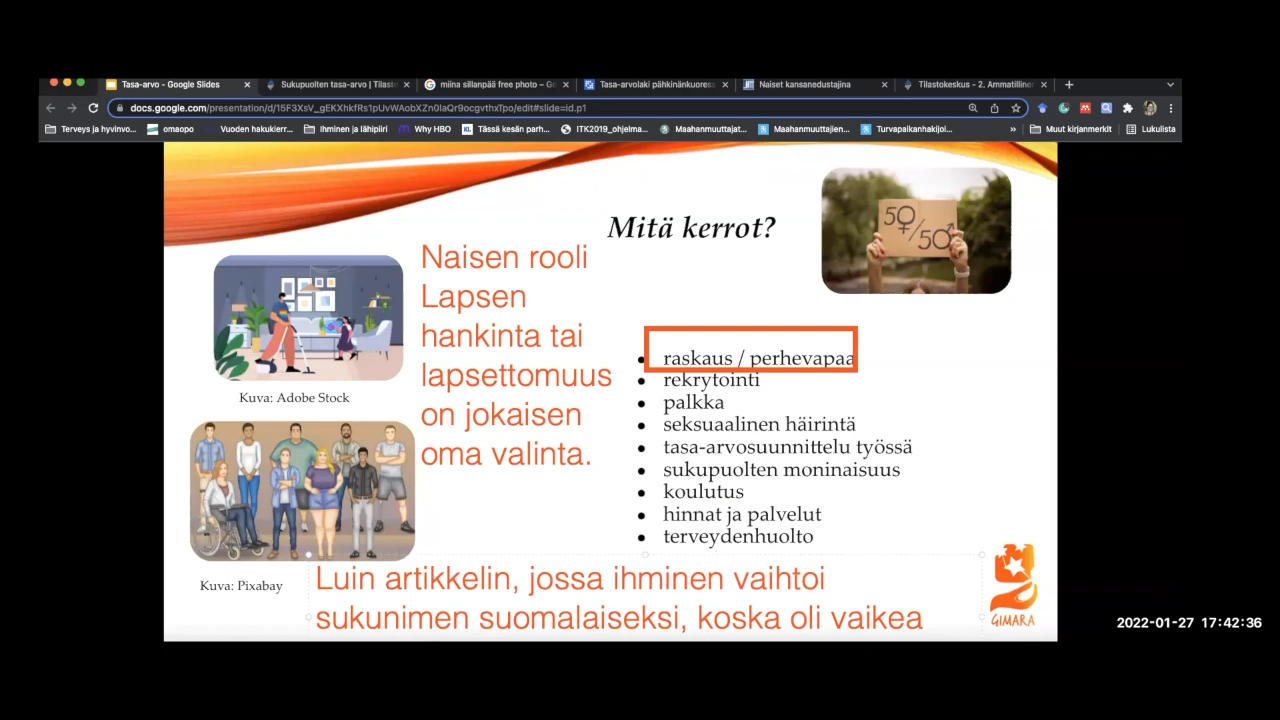 Tasa-arvo - Google Slides
Sukupuolten tasa-arvo | Tilast
miina sillanpää free photo – Go
Tasa-arvolaki pähkinänkuoress
Naiset kansanedustajina
Tilastokeskus - 2. Ammatilline
docs.google.com/presentation/d/15F3XsV_gEKXhkfRs1pUvWAobXZn0IaQr9ocgvthxTpo/edit#slide=id.p1
Terveys ja hyvinvo...
omaopo
Vuoden hakukierr...
Ihminen ja lähipiiri
Why HBO
Tässä kesän parh...
ITK2019_ohjelma...
Maahanmuuttajat...
Maahanmuuttajien...
Turvapaikanhakijoi...
»
Muut kirjanmerkit
Lukulista
Mitä kerrot?
50/50
Naisen rooli
Lapsen
hankinta tai
lapsettomuus
on jokaisen
oma valinta.
Kuva: Adobe Stock
• raskaus / perhevapaa
• rekrytointi
• palkka
• seksuaalinen häirintä
• tasa-arvosuunnittelu työssä
• sukupuolten moninaisuus
• koulutus
• hinnat ja palvelut
• terveydenhuolto
Kuva: Pixabay
Luin artikkelin, jossa ihminen vaihtoi
sukunimen suomalaiseksi, koska oli vaikea
GIMARA
2022-01-27 17:42:36